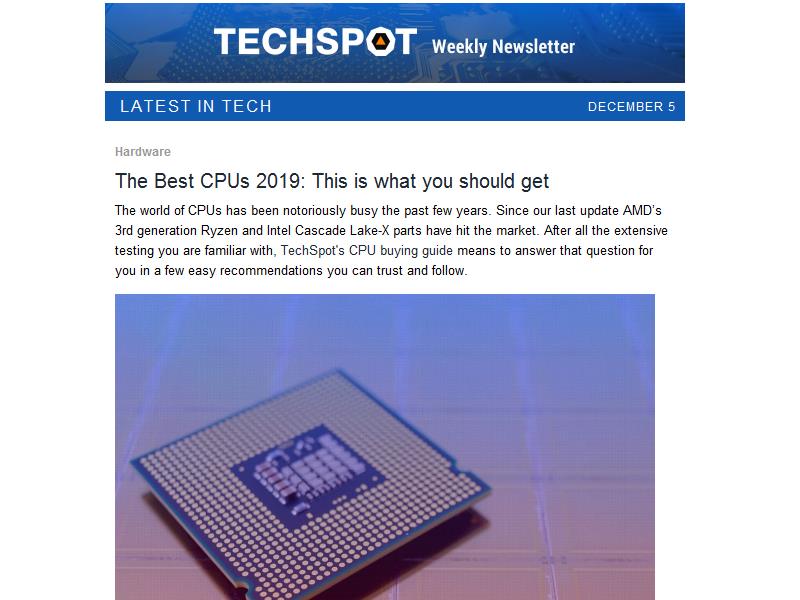 TECHSPOT Weekly Newsletter
LATEST IN TECH DECEMBER 5
Hardware
The Best CPUs 2019: This is what you should get
The world of CPUs has been notoriously busy the past few years. Since our last update AMD's
3rd generation Ryzen and Intel Cascade Lake-X parts have hit the market. After all the extensive
testing you are familiar with, TechSpot's CPU buying guide means to answer that question for
you in a few easy recommendations you can trust and follow.